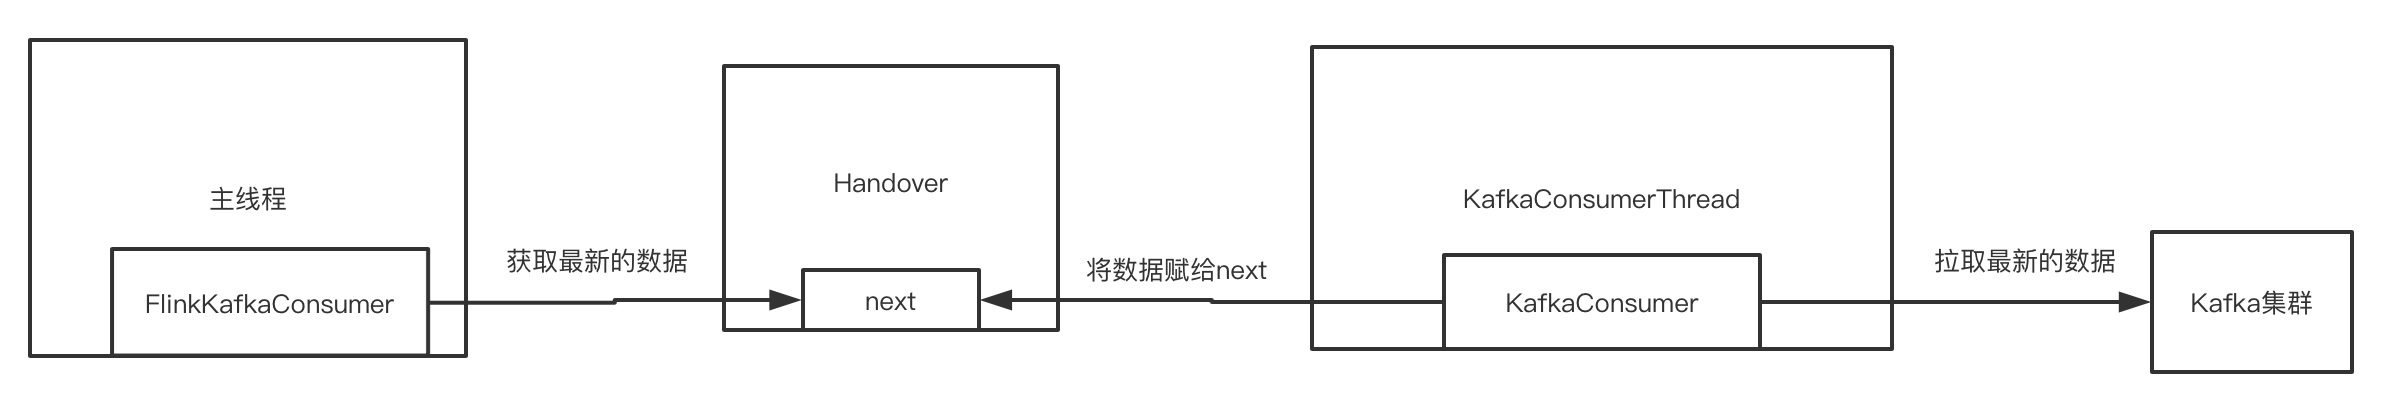 主线程
FlinkKafkaConsumer
获取最新的数据
Handover
next
将数据赋给next
KafkaConsumerThread
KafkaConsumer
拉取最新的数据
Kafka集群